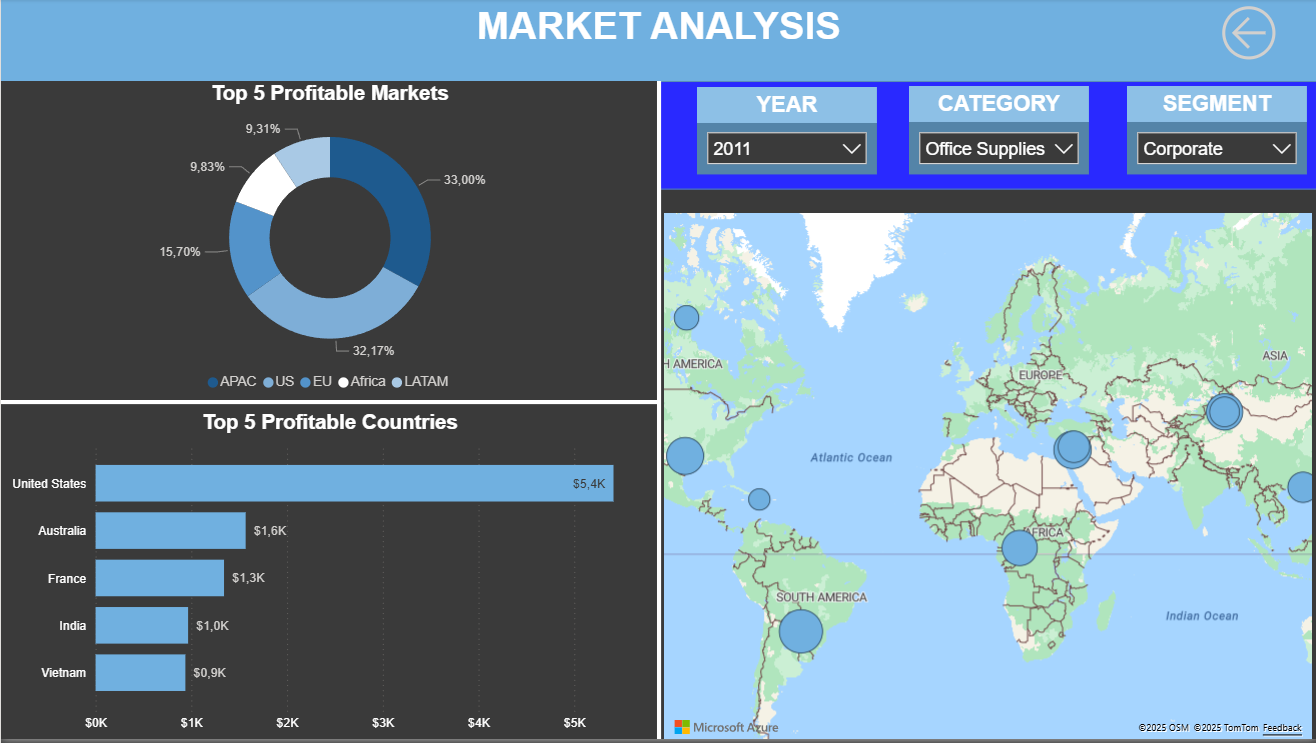 MARKET ANALYSIS
Top 5 Profitable Markets
9,31%
9,83%
33,00%
15,70%
32,17%
APAC US EU Africa LATAM
YEAR
2011
CATEGORY
Office Supplies
SEGMENT
Corporate
Top 5 Profitable Countries
United States $5,4K
Australia $1,6K
France $1,3K
India $1,0K
Vietnam $0,9K
$0K $1K $2K $3K $4K $5K
H AMERICA
EUROPE
ASIA
Atlantic Ocean
AFRICA
SOUTH AMERICA
Indian Ocean
Microsoft Azure
©2025 OSM ©2025 TomTom Feedback